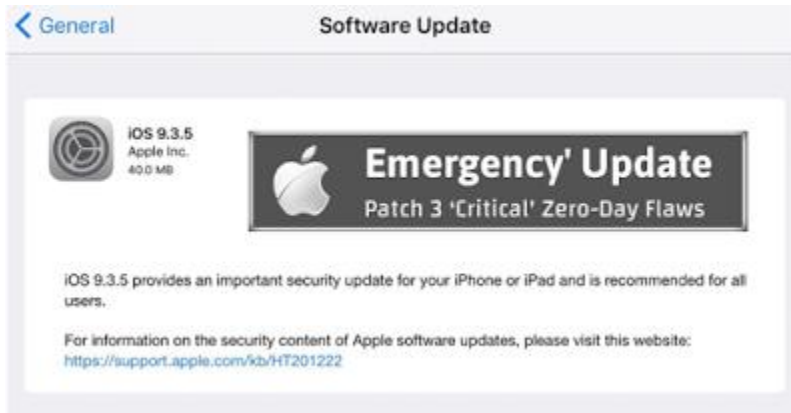 General
Software Update
iOS 9.3.5
Apple Inc.
40.0 MB
Emergency' Update
Patch 3 'Critical' Zero-Day Flaws
iOS 9.3.5 provides an important security update for your iPhone or iPad and is recommended for all
users.
For information on the security content of Apple software updates, please visit this website:
https://support.apple.com/kb/HT201222